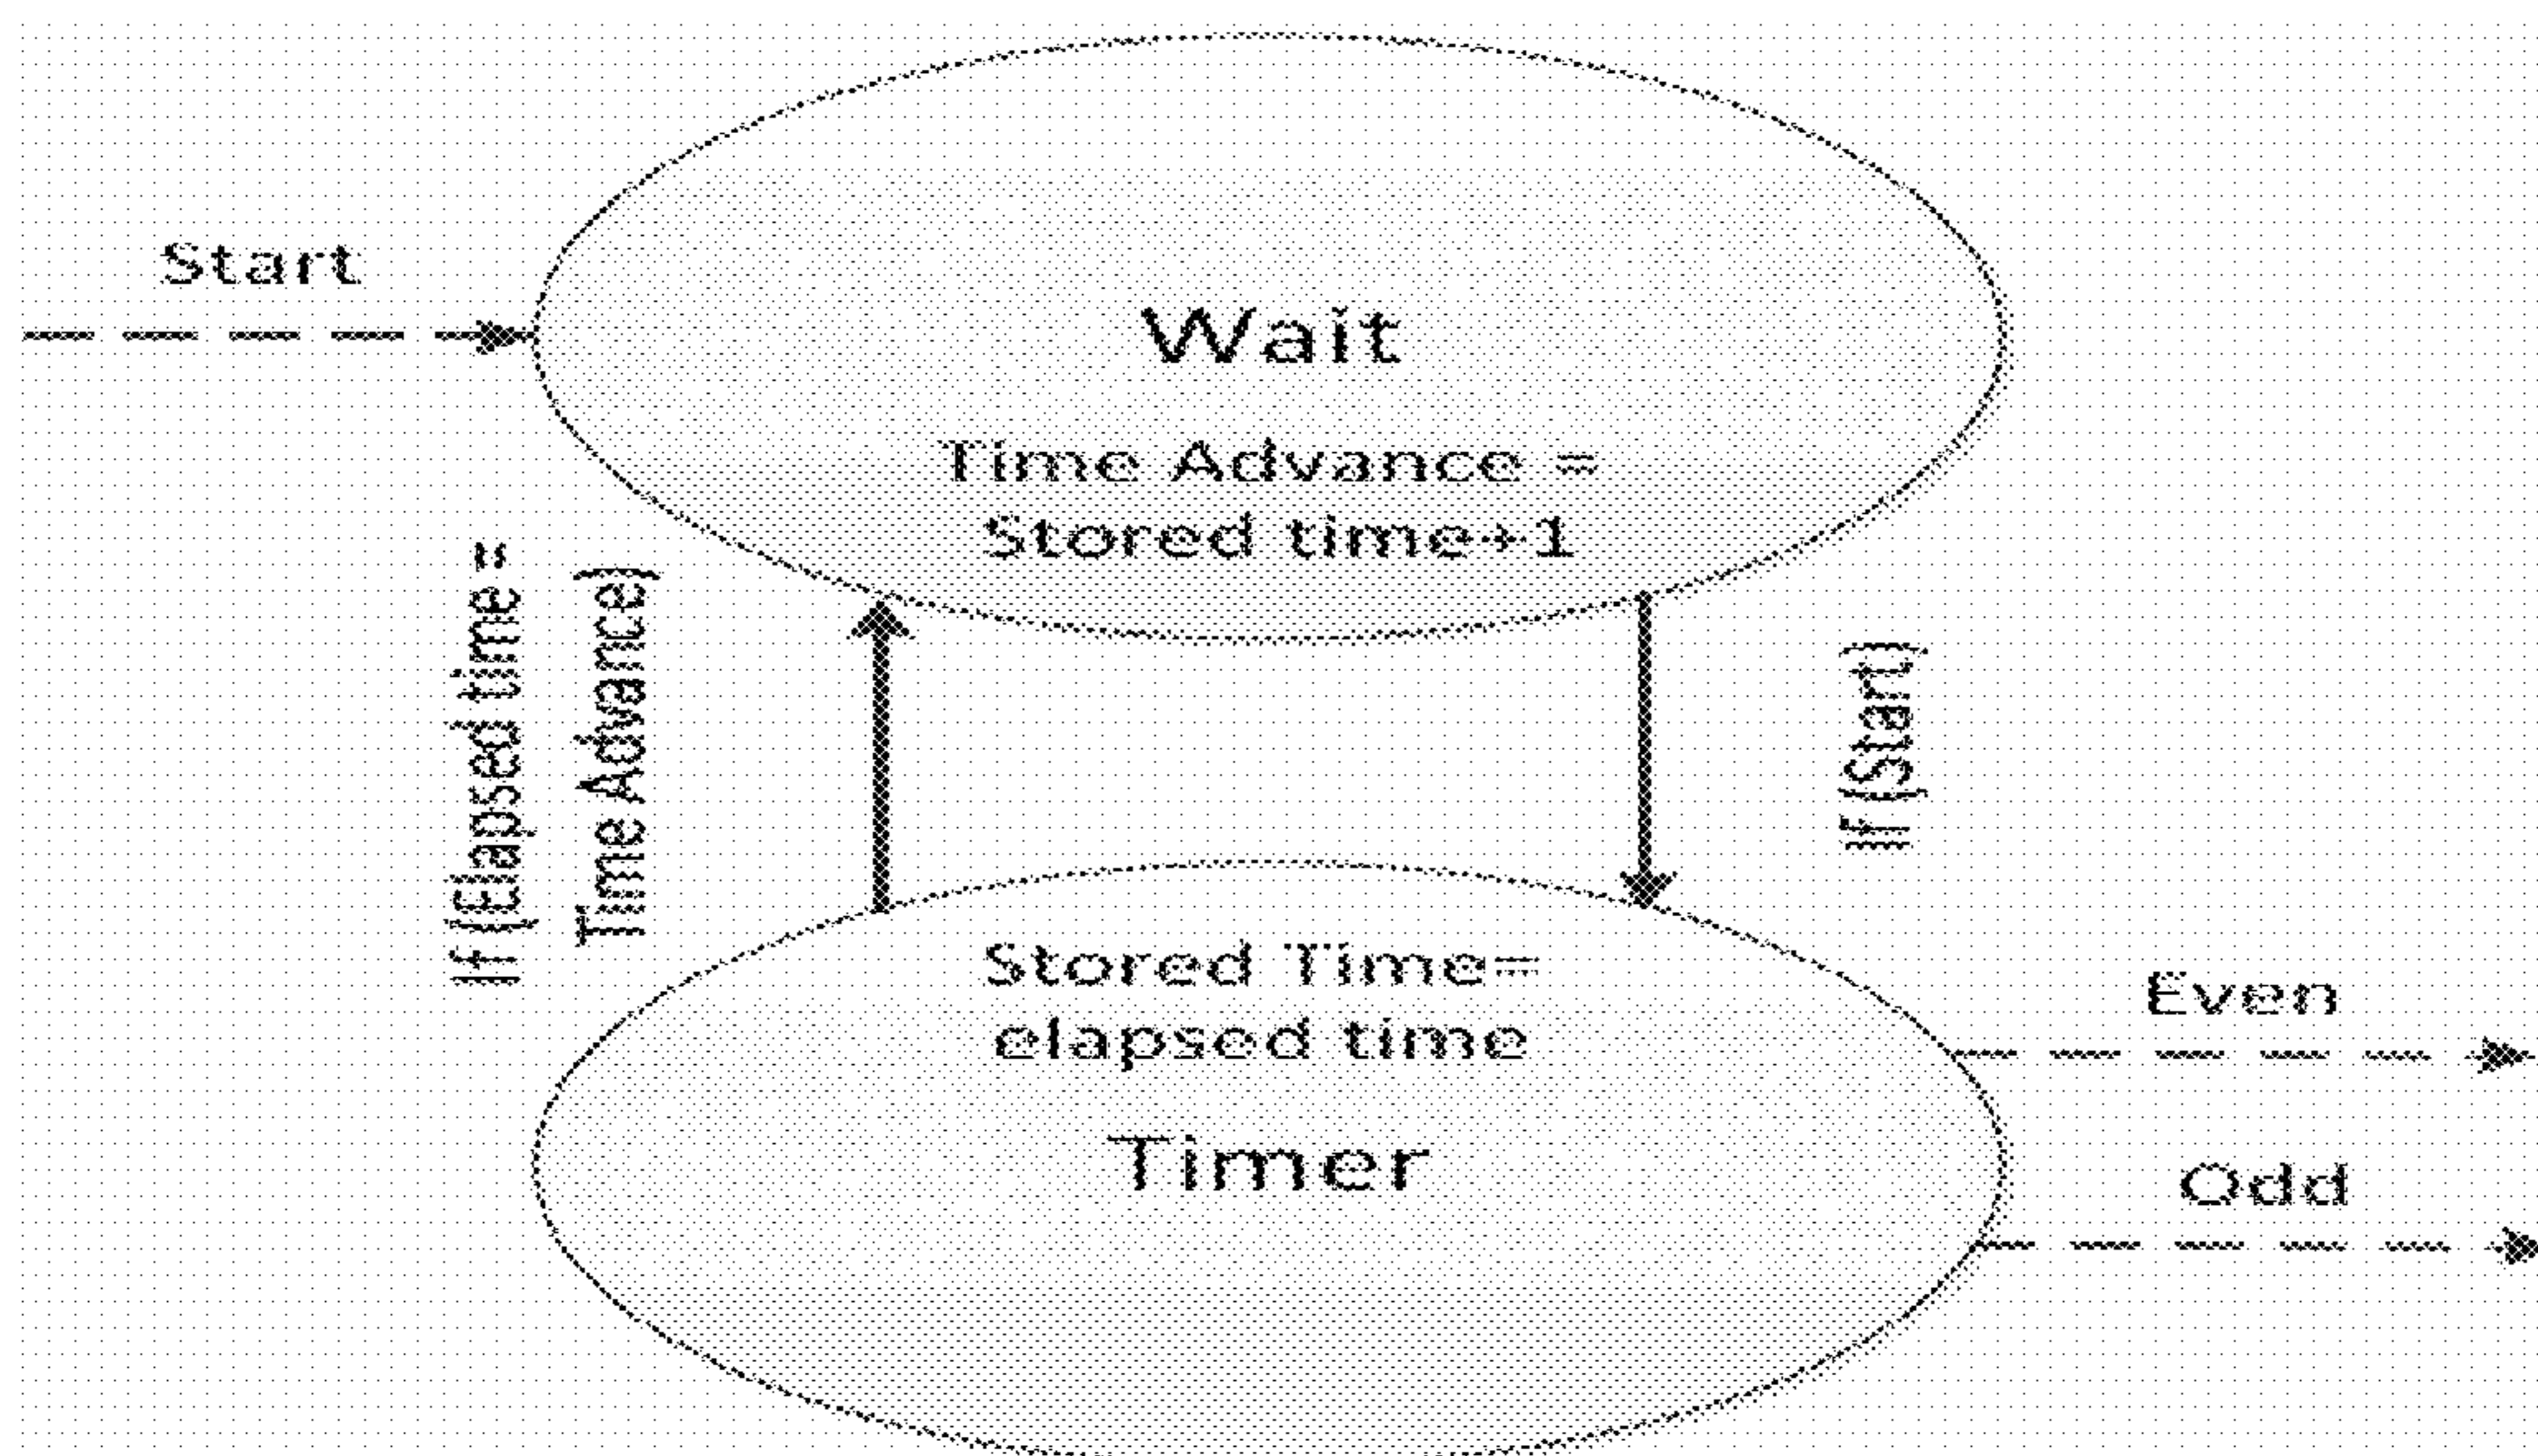 Start
Wait
Time Advance =
Stored time+1
If (Elapsed time =
Time Advance)
If (Start)
Stored Time=
elapsed time
Timer
Even
Odd